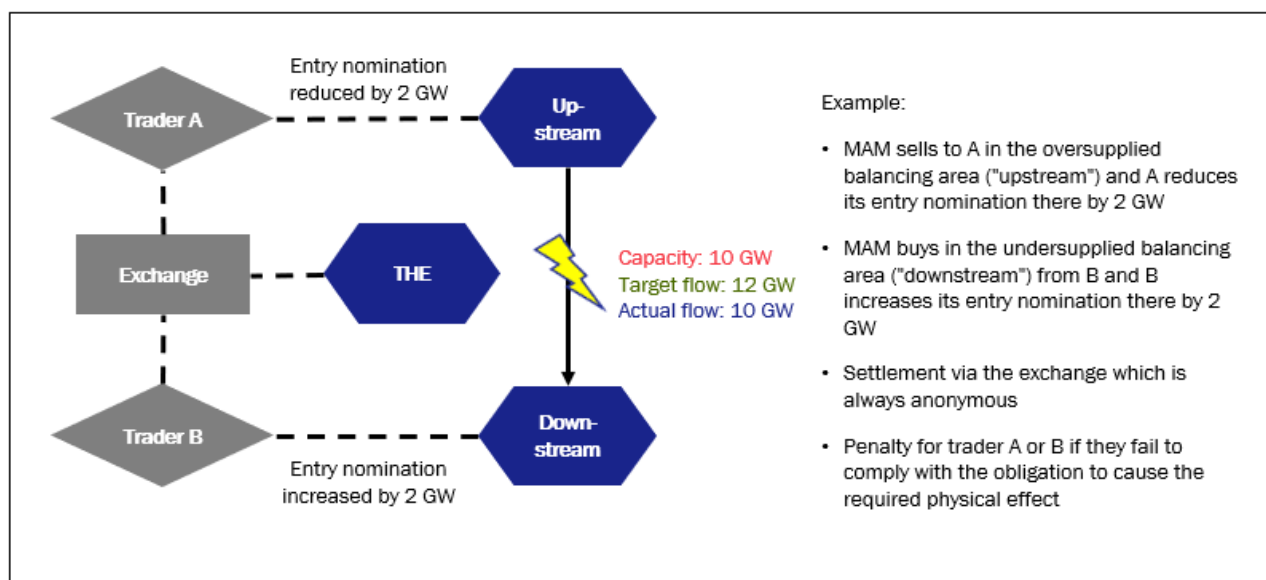 Entry nomination
reduced by 2 GW
Trader A
Up-
stream
Exchange
THE
Capacity: 10 GW
Target flow: 12 GW
Actual flow: 10 GW
Trader B
Down-
stream
Entry nomination
increased by 2 GW
Example:
• MAM sells to A in the oversupplied
balancing area ("upstream") and A reduces
its entry nomination there by 2 GW
• MAM buys in the undersupplied balancing
area ("downstream") from B and B
increases its entry nomination there by 2
GW
• Settlement via the exchange which is
always anonymous
• Penalty for trader A or B if they fail to
comply with the obligation to cause the
required physical effect